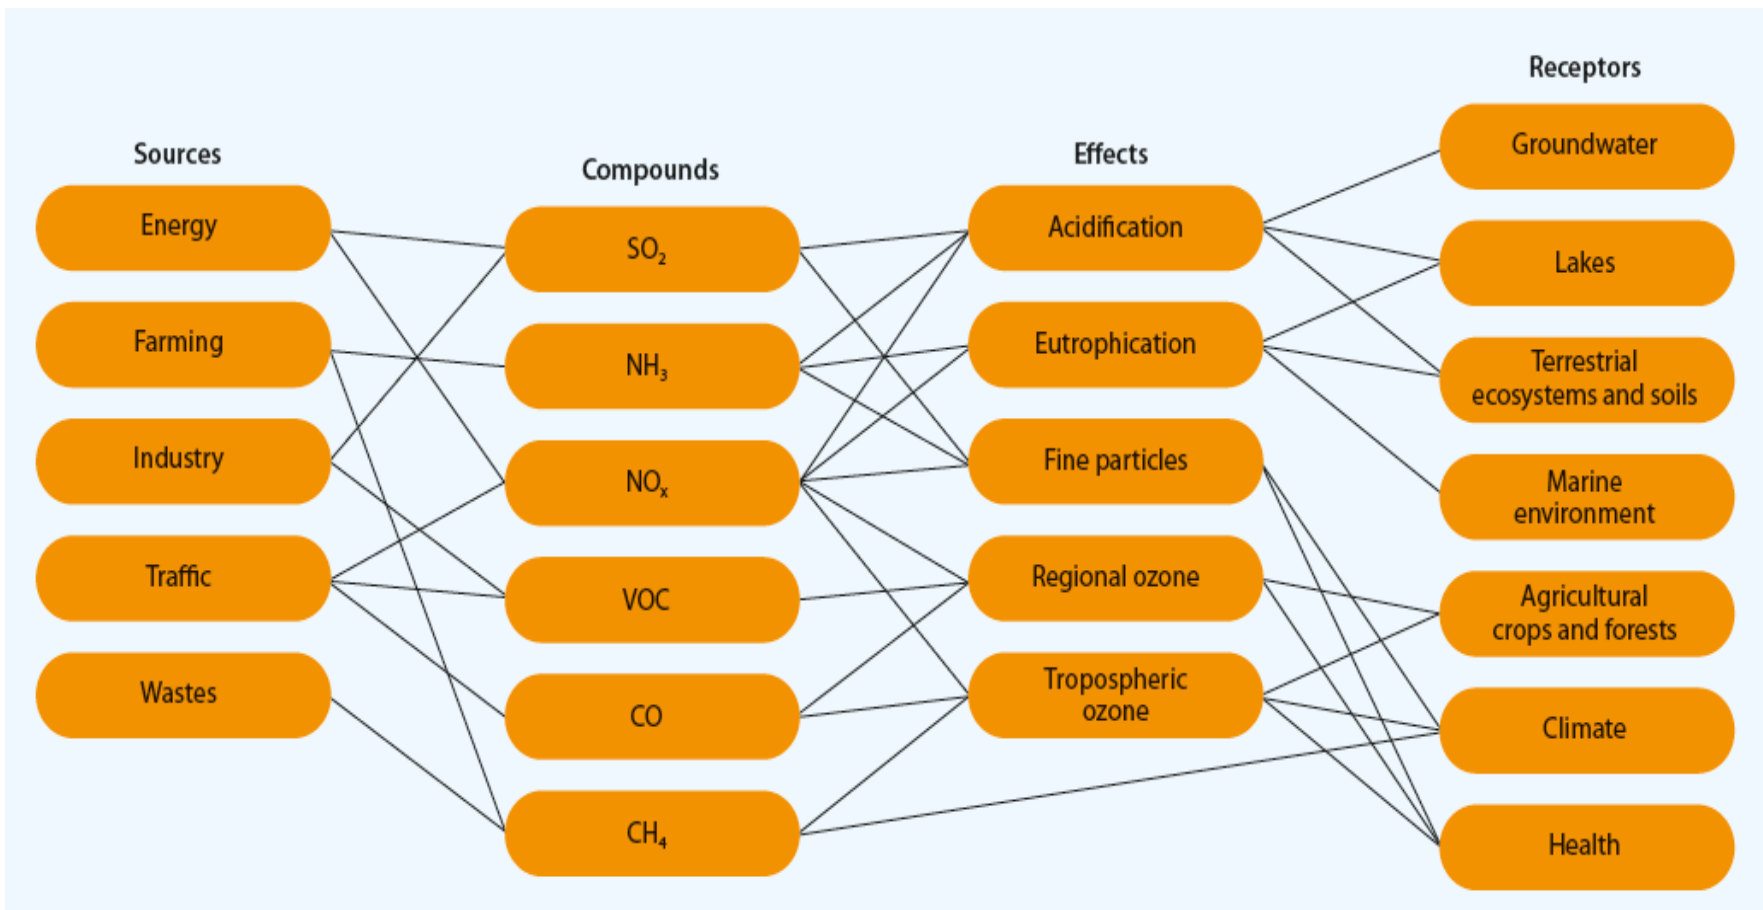 Sources
Energy
Farming
Industry
Traffic
Wastes
Compounds
SO₂
NH₃
NOₓ
VOC
CO
CH₄
Effects
Acidification
Eutrophication
Fine particles
Regional ozone
Tropospheric
ozone
Receptors
Groundwater
Lakes
Terrestrial
ecosystems and soils
Marine
environment
Agricultural
crops and forests
Climate
Health